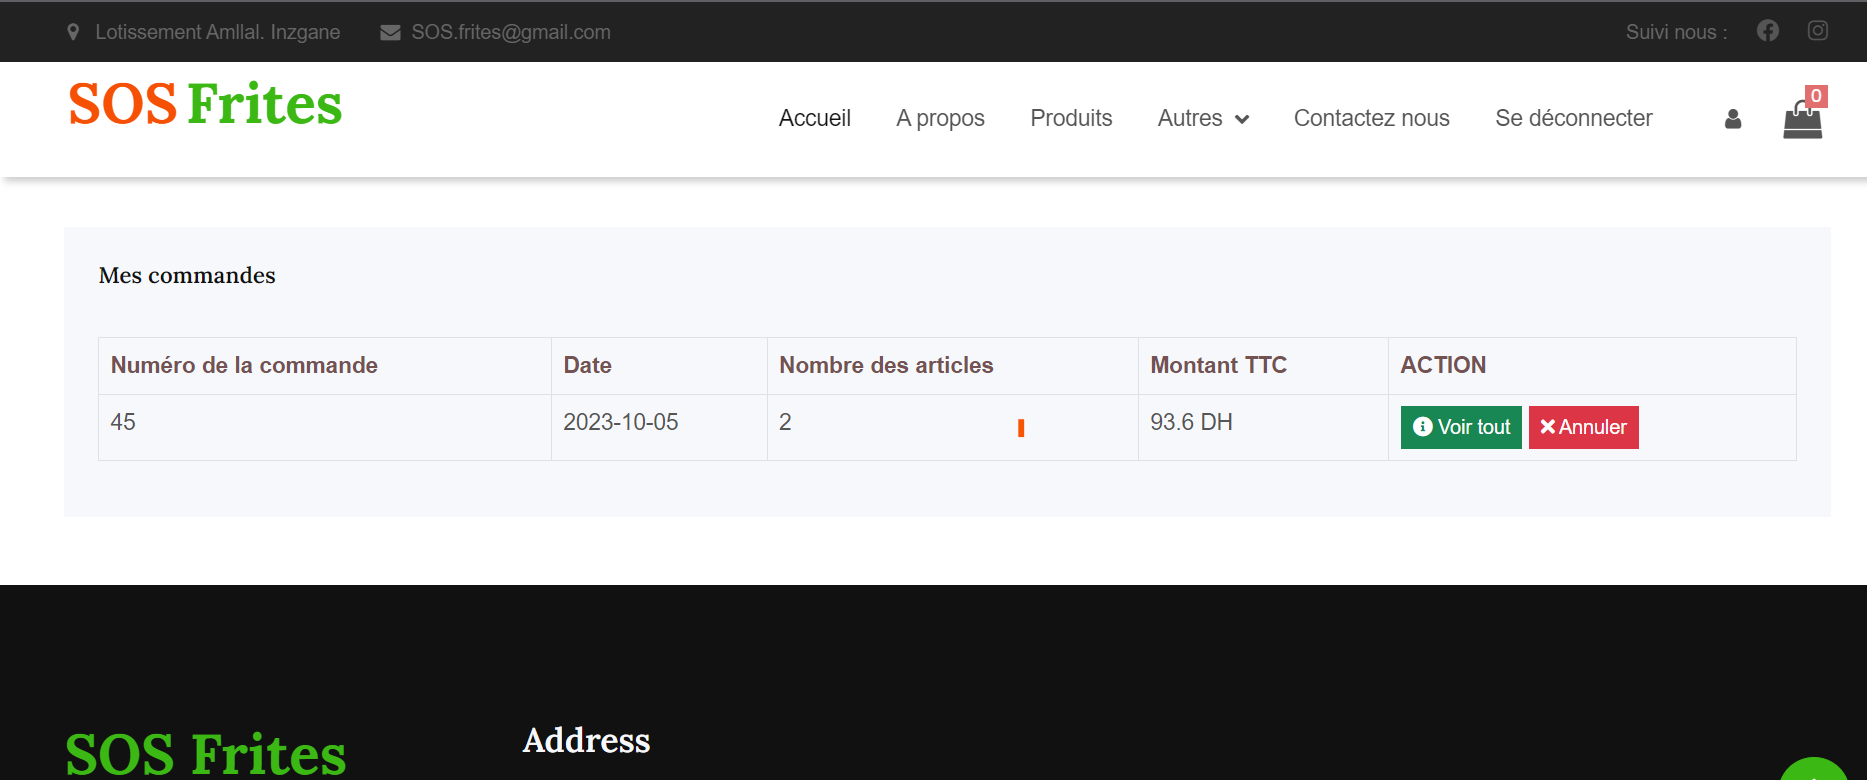 Lotissement Amllal. Inzgane SOS.frites@gmail.com Suivi nous :
SOS Frites
Accueil A propos Produits Autres Contactez nous Se déconnecter 0
Mes commandes
Numéro de la commande Date Nombre des articles Montant TTC ACTION
45 2023-10-05 2 93.6 DH Voir tout Annuler
SOS Frites Address